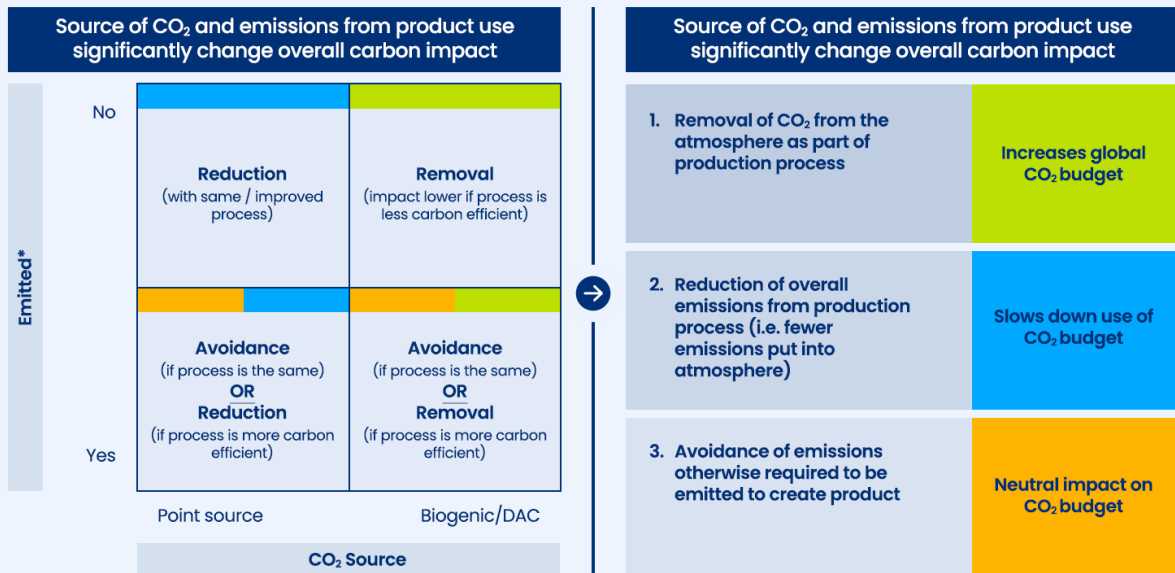 Source of CO₂ and emissions from product use
significantly change overall carbon impact
No
Reduction
(with same / improved
process)
Removal
(impact lower if process is
less carbon efficient)
Emitted*
Avoidance
(if process is the same)
OR
Reduction
(if process is more carbon
efficient)
Avoidance
(if process is the same)
OR
Removal
(if process is more carbon
efficient)
Yes
Point source
Biogenic/DAC
CO₂ Source
Source of CO₂ and emissions from product use
significantly change overall carbon impact
1. Removal of CO₂ from the
atmosphere as part of
production process
Increases global
CO₂ budget
2. Reduction of overall
emissions from production
process (i.e. fewer
emissions put into
atmosphere)
Slows down use of
CO₂ budget
3. Avoidance of emissions
otherwise required to be
emitted to create product
Neutral impact on
CO₂ budget